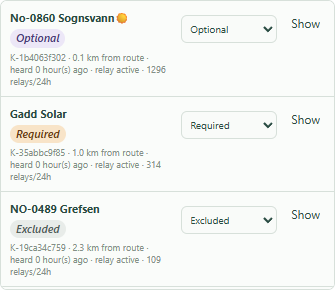 No-0860 Sognsvann
Optional
Optional
Show
K-1b4063f302 · 0.1 km from route ·
heard 0 hour(s) ago · relay active · 1296
relays/24h
Gadd Solar
Required
Required
Show
K-35abbc9f85 · 1.0 km from route ·
heard 0 hour(s) ago · relay active · 314
relays/24h
NO-0489 Grefsen
Excluded
Excluded
Show
K-19ca34c759 · 2.3 km from route ·
heard 0 hour(s) ago · relay active · 109
relays/24h